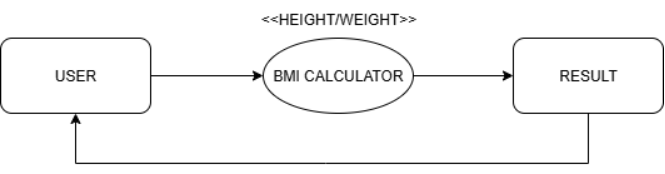 <<HEIGHT/WEIGHT>>
USER
BMI CALCULATOR
RESULT